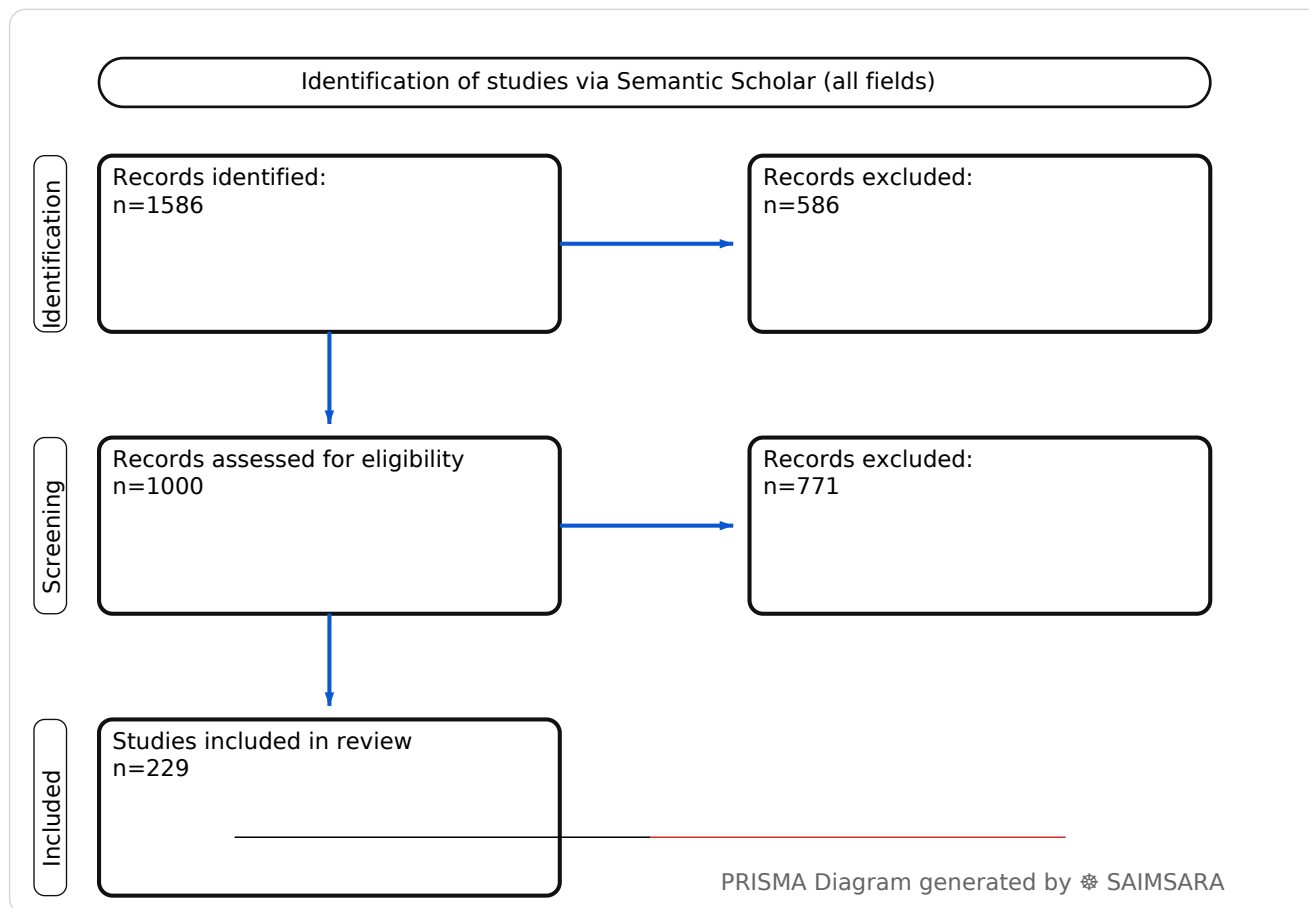 Identification of studies via Semantic Scholar (all fields)
Identification
Records identified:
n=1586
Records excluded:
n=586
Screening
Records assessed for eligibility
n=1000
Records excluded:
n=771
Included
Studies included in review
n=229
PRISMA Diagram generated by ☸ SAIMSARA